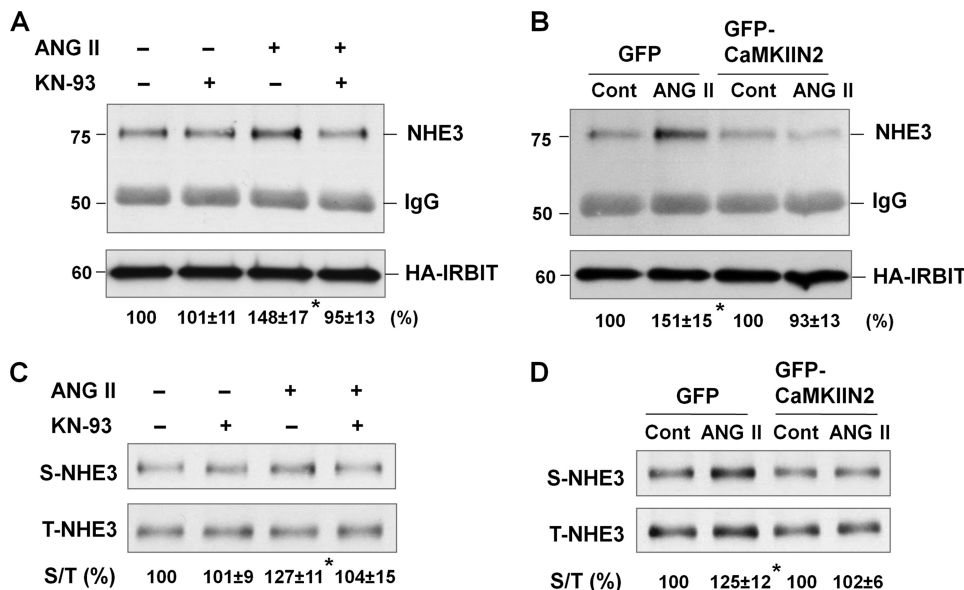 A
ANG II – – + +
KN-93 – + – +
75 NHE3
50 IgG
60 HA-IRBIT
100 101±11 148±17 * 95±13 (%)
B
GFP GFP-
CaMKIIN2
Cont ANG II Cont ANG II
75 NHE3
50 IgG
60 HA-IRBIT
100 151±15 * 100 93±13 (%)
C
ANG II – – + +
KN-93 – + – +
S-NHE3
T-NHE3
S/T (%) 100 101±9 127±11 * 104±15
D
GFP GFP-
CaMKIIN2
Cont ANG II Cont ANG II
S-NHE3
T-NHE3
S/T (%) 100 125±12 * 100 102±6